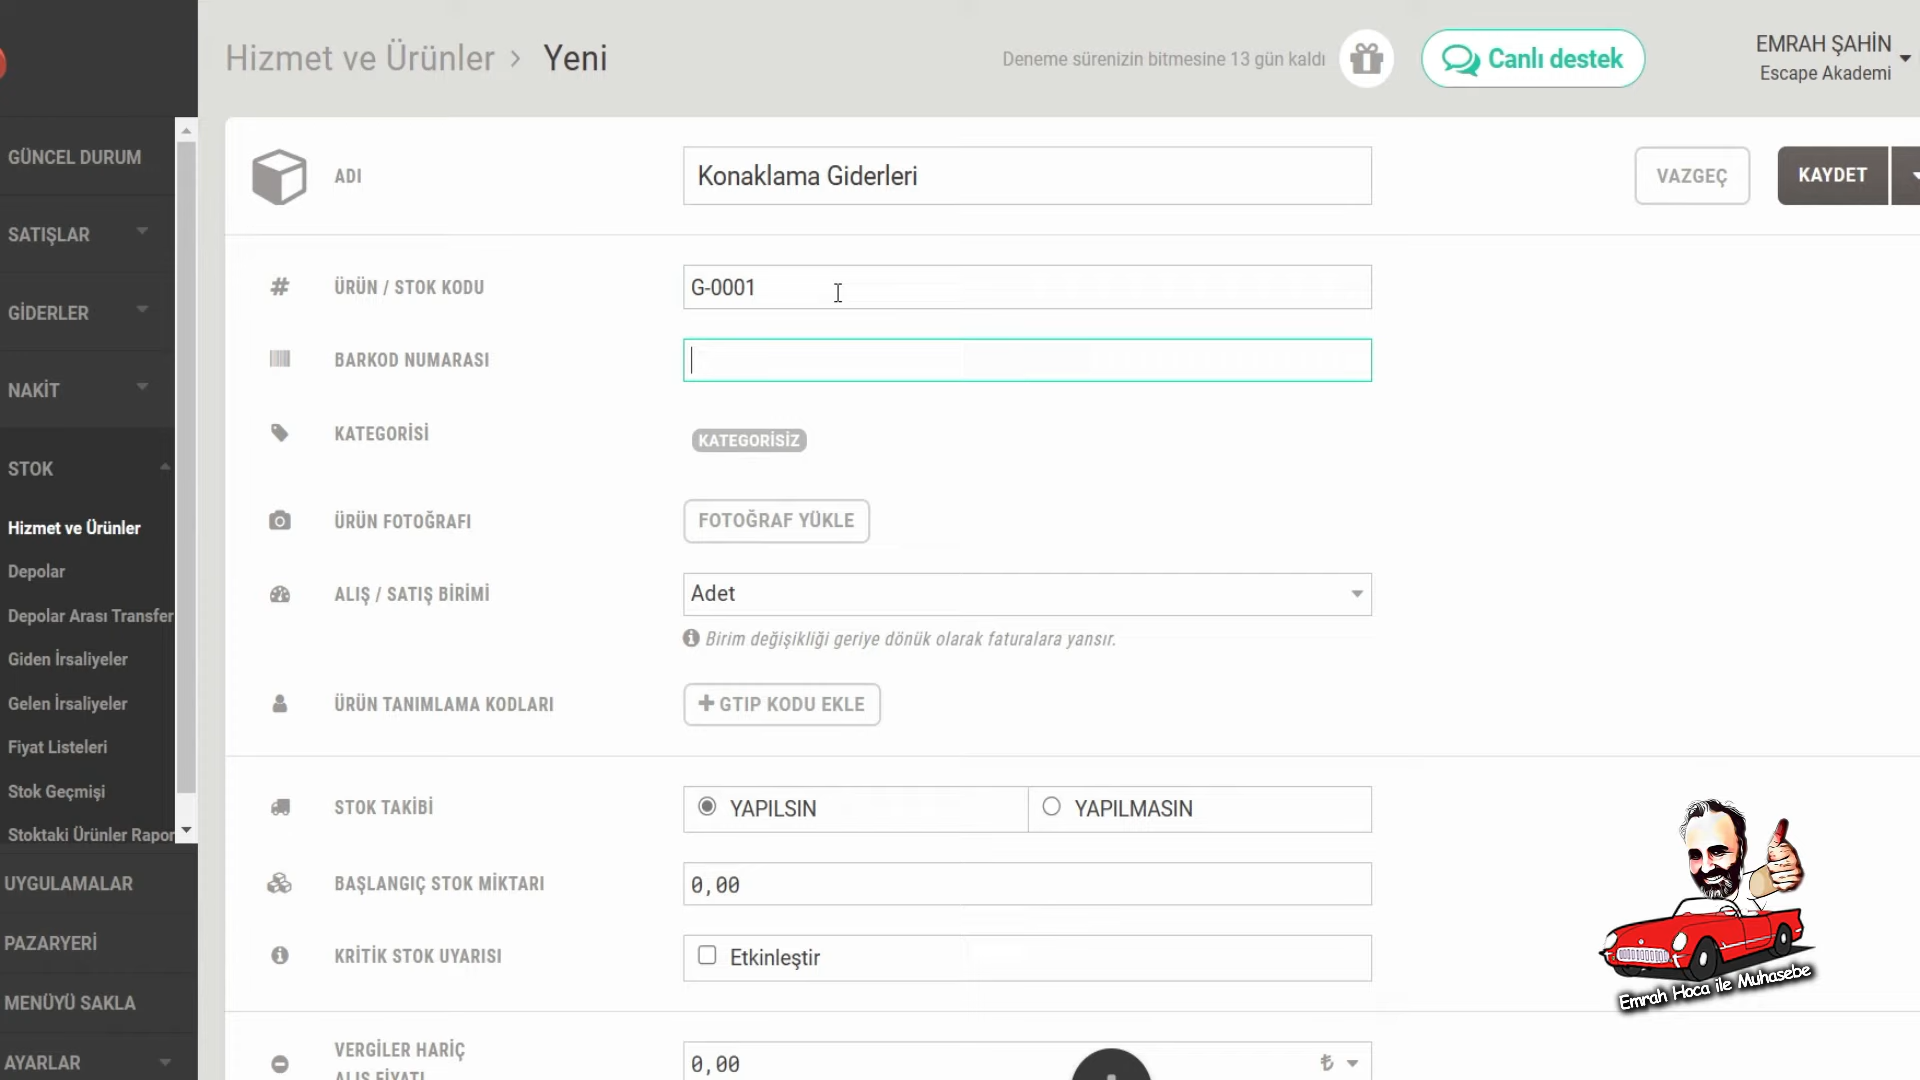 Hizmet ve Ürünler > Yeni
Deneme sürenizin bitmesine 13 gün kaldı
Canlı destek
EMRAH ŞAHİN
Escape Akademi
GÜNCEL DURUM
SATIŞLAR
GİDERLER
NAKİT
STOK
Hizmet ve Ürünler
Depolar
Depolar Arası Transfer
Giden İrsaliyeler
Gelen İrsaliyeler
Fiyat Listeleri
Stok Geçmişi
Stoktaki Ürünler Rapor
UYGULAMALAR
PAZARYERİ
MENÜYÜ SAKLA
AYARLAR
ADI
Konaklama Giderleri
VAZGEÇ
KAYDET
# ÜRÜN / STOK KODU
G-0001
BARKOD NUMARASI
KATEGORİSİ
KATEGORİSİZ
ÜRÜN FOTOĞRAFI
FOTOĞRAF YÜKLE
ALIŞ / SATIŞ BİRİMİ
Adet
Birim değişikliği geriye dönük olarak faturalara yansır.
ÜRÜN TANIMLAMA KODLARI
+ GTIP KODU EKLE
STOK TAKİBİ
YAPILSIN
YAPILMASIN
BAŞLANGIÇ STOK MİKTARI
0,00
KRİTİK STOK UYARISI
Etkinleştir
VERGİLER HARİÇ
ALIŞ FİYATI
0,00
₺
Emrah Hoca ile Muhasebe